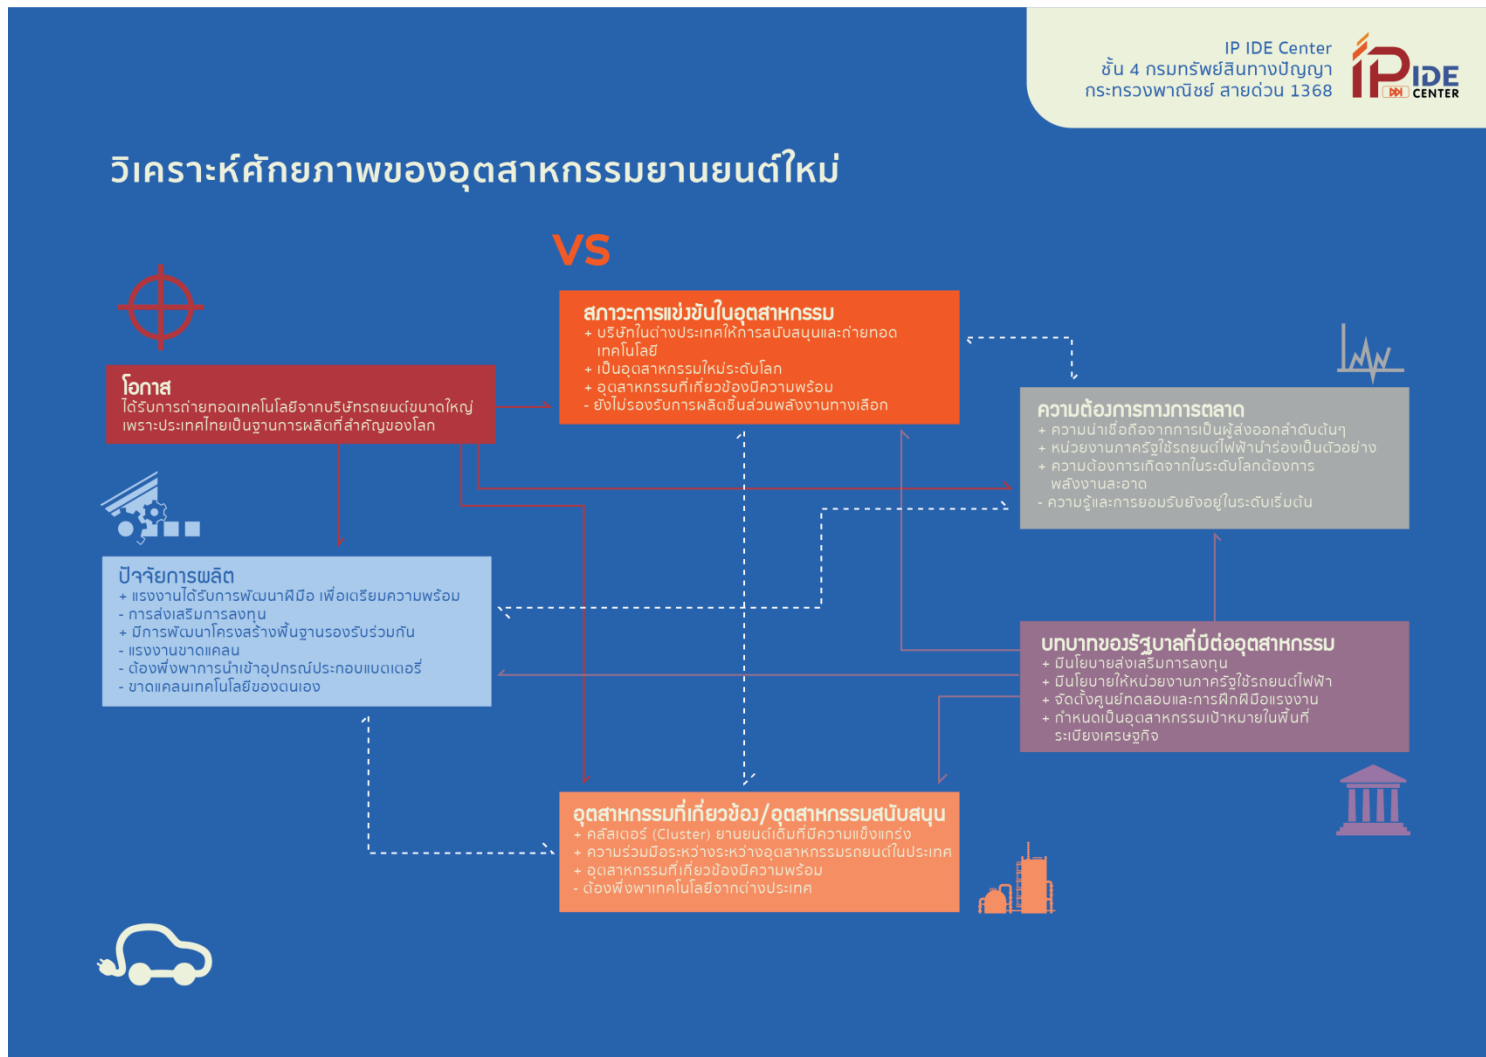 IP IDE Center
ชั้น 4 กรมทรัพย์สินทางปัญญา
กระทรวงพาณิชย์ สายด่วน 1368
IP IDE
CENTER
วิเคราะห์ศักยภาพของอุตสาหกรรมยานยนต์ใหม่
VS
สภาวะการแข่งขันในอุตสาหกรรม
+ บริษัทในต่างประเทศให้การสนับสนุนและถ่ายทอด
เทคโนโลยี
+ เป็นอุตสาหกรรมใหม่ระดับโลก
+ อุตสาหกรรมที่เกี่ยวข้องมีความพร้อม
- ยังไม่รองรับการผลิตชิ้นส่วนพลังงานทางเลือก
โอกาส
ได้รับการถ่ายทอดเทคโนโลยีจากบริษัทรถยนต์ขนาดใหญ่
เพราะประเทศไทยเป็นฐานการผลิตที่สำคัญของโลก
ความต้องการทางการตลาด
+ ความน่าเชื่อถือจากการเป็นผู้ส่งออกลำดับต้นๆ
+ หน่วยงานภาครัฐใช้รถยนต์ไฟฟ้านำร่องเป็นตัวอย่าง
+ ความต้องการเกิดจากในระดับโลกต้องการ
พลังงานสะอาด
- ความรู้และการยอมรับยังอยู่ในระดับเริ่มต้น
ปัจจัยการผลิต
+ แรงงานได้รับการพัฒนาฝีมือ เพื่อเตรียมความพร้อม
- การส่งเสริมการลงทุน
+ มีการพัฒนาโครงสร้างพื้นฐานรองรับร่วมกัน
- แรงงานขาดแคลน
- ต้องพึ่งพาการนำเข้าอุปกรณ์ประกอบแบตเตอรี่
- ขาดแคลนเทคโนโลยีของตนเอง
บทบาทของรัฐบาลที่มีต่ออุตสาหกรรม
+ มีนโยบายส่งเสริมการลงทุน
+ มีนโยบายให้หน่วยงานภาครัฐใช้รถยนต์ไฟฟ้า
+ จัดตั้งศูนย์ทดสอบและการฝึกฝีมือแรงงาน
+ กำหนดเป็นอุตสาหกรรมเป้าหมายในพื้นที่
ระเบียงเศรษฐกิจ
อุตสาหกรรมที่เกี่ยวข้อง/อุตสาหกรรมสนับสนุน
+ คลัสเตอร์ (Cluster) ยานยนต์เดิมที่มีความแข็งแกร่ง
+ ความร่วมมือระหว่างระหว่างอุตสาหกรรมรถยนต์ในประเทศ
+ อุตสาหกรรมที่เกี่ยวข้องมีความพร้อม
- ต้องพึ่งพาเทคโนโลยีจากต่างประเทศ